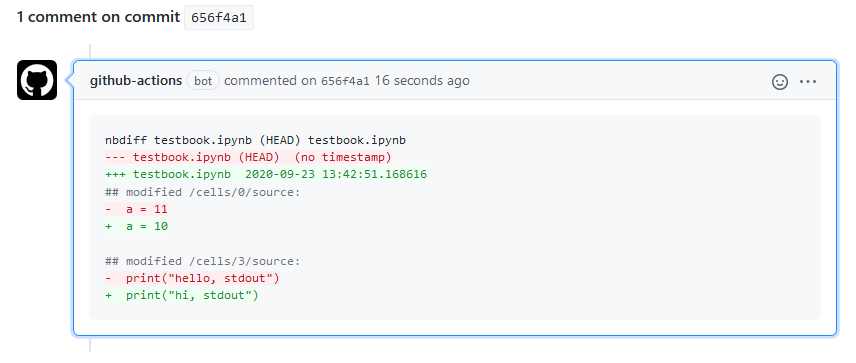 1 comment on commit 656f4a1
github-actions bot commented on 656f4a1 16 seconds ago
nbdiff testbook.ipynb (HEAD) testbook.ipynb
--- testbook.ipynb (HEAD)  (no timestamp)
+++ testbook.ipynb  2020-09-23 13:42:51.168616
## modified /cells/0/source:
-  a = 11
+  a = 10
## modified /cells/3/source:
-  print("hello, stdout")
+  print("hi, stdout")